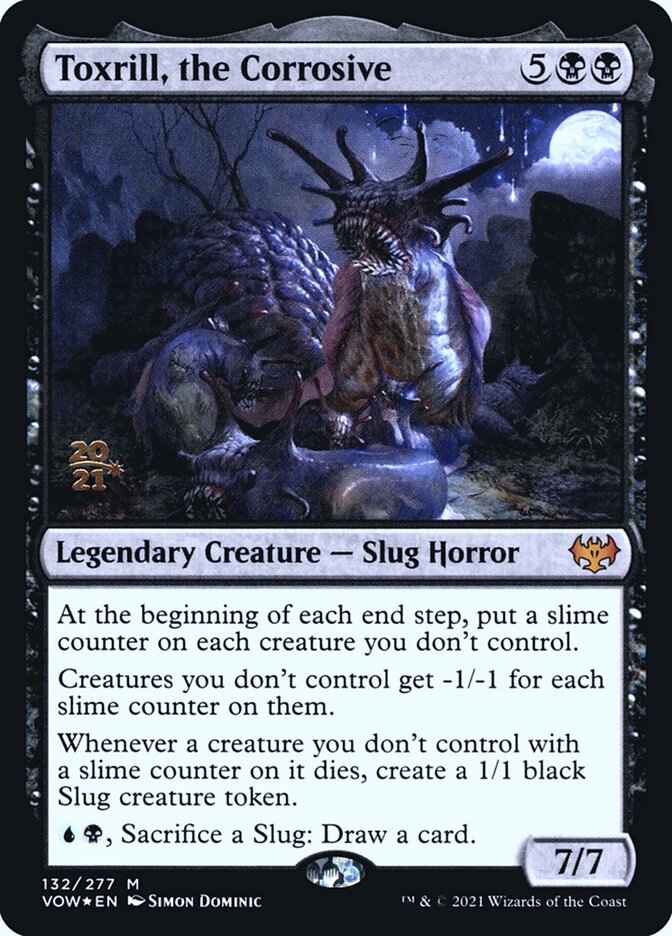 Toxrill, the Corrosive 5
20
21
Legendary Creature — Slug Horror
At the beginning of each end step, put a slime
counter on each creature you don't control.
Creatures you don't control get -1/-1 for each
slime counter on them.
Whenever a creature you don't control with
a slime counter on it dies, create a 1/1 black
Slug creature token.
, Sacrifice a Slug: Draw a card.
7/7
132/277 M
VOW★EN Simon Dominic
™ & © 2021 Wizards of the Coast